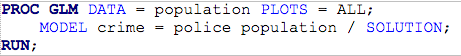 PROC GLM DATA = population PLOTS = ALL;
MODEL crime = police population / SOLUTION;
RUN;